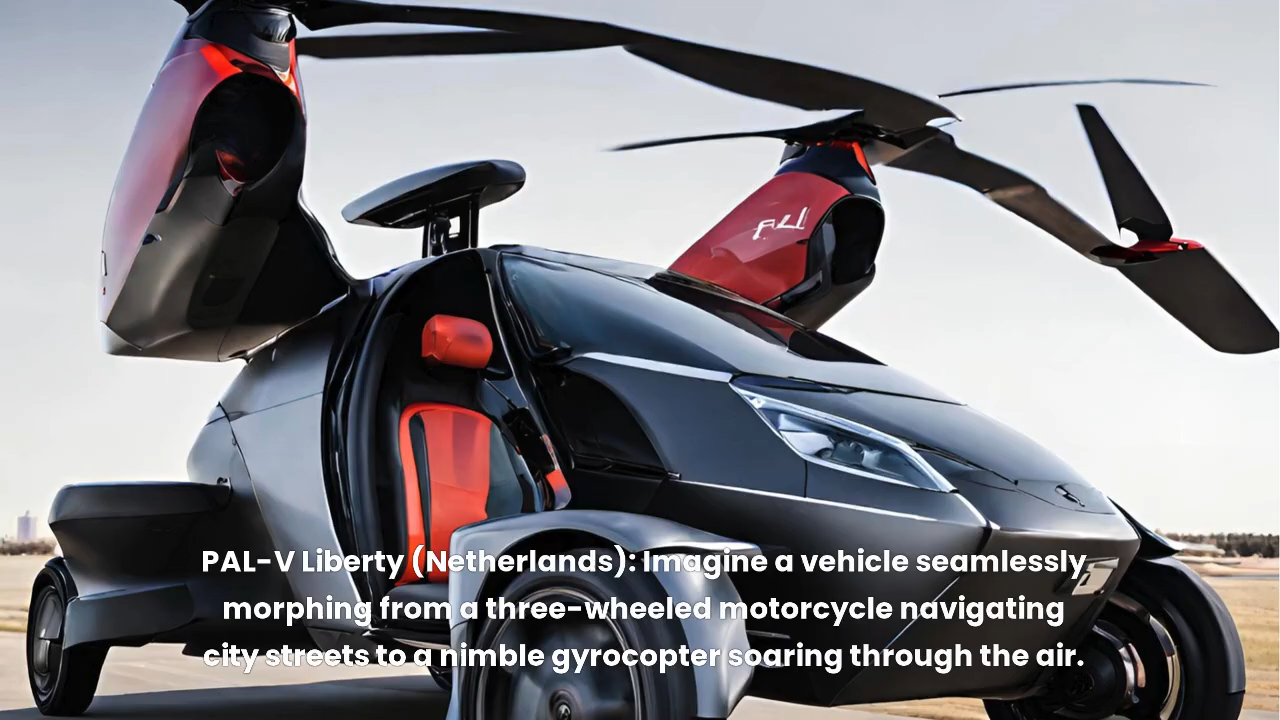 PAL-V Liberty (Netherlands): Imagine a vehicle seamlessly
morphing from a three-wheeled motorcycle navigating
city streets to a nimble gyrocopter soaring through the air.